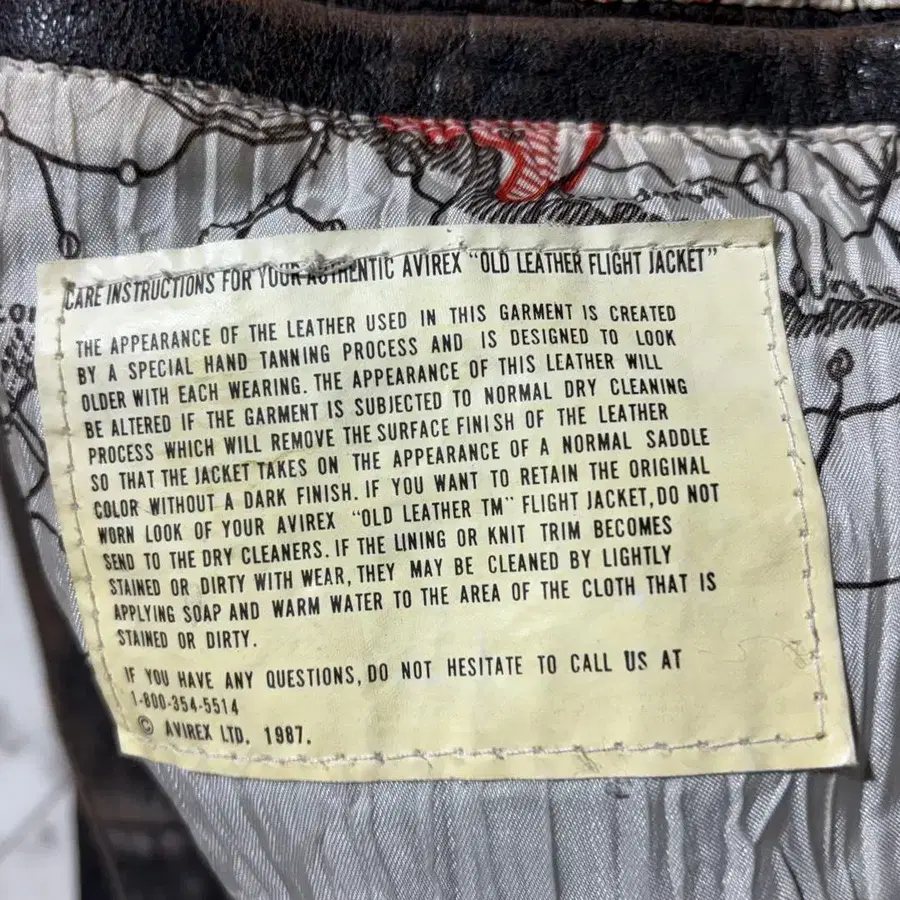 CARE INSTRUCTIONS FOR YOUR AUTHENTIC AVIREX "OLD LEATHER FLIGHT JACKET"
THE APPEARANCE OF THE LEATHER USED IN THIS GARMENT IS CREATED
BY A SPECIAL HAND TANNING PROCESS AND IS DESIGNED TO LOOK
OLDER WITH EACH WEARING. THE APPEARANCE OF THIS LEATHER WILL
BE ALTERED IF THE GARMENT IS SUBJECTED TO NORMAL DRY CLEANING
PROCESS WHICH WILL REMOVE THE SURFACE FINISH OF THE LEATHER
SO THAT THE JACKET TAKES ON THE APPEARANCE OF A NORMAL SADDLE
COLOR WITHOUT A DARK FINISH. IF YOU WANT TO RETAIN THE ORIGINAL
WORN LOOK OF YOUR AVIREX "OLD LEATHER TM" FLIGHT JACKET, DO NOT
SEND TO THE DRY CLEANERS. IF THE LINING OR KNIT TRIM BECOMES
STAINED OR DIRTY WITH WEAR, THEY MAY BE CLEANED BY LIGHTLY
APPLYING SOAP AND WARM WATER TO THE AREA OF THE CLOTH THAT IS
STAINED OR DIRTY.
IF YOU HAVE ANY QUESTIONS, DO NOT HESITATE TO CALL US AT
1-800-354-5514
© AVIREX LTD. 1987.